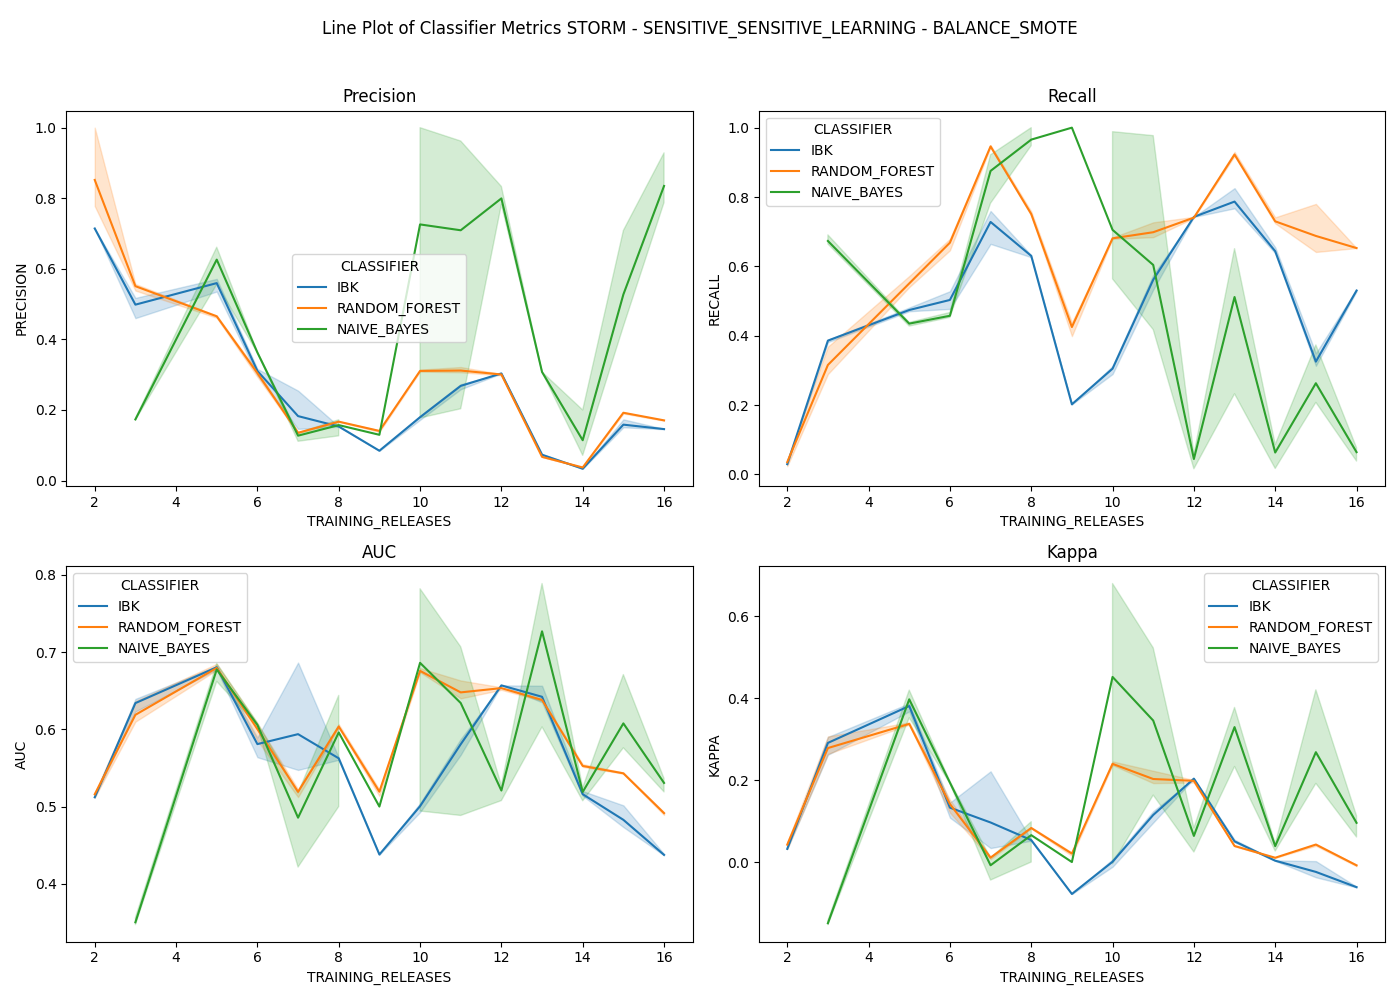 Line Plot of Classifier Metrics STORM - SENSITIVE_SENSITIVE_LEARNING - BALANCE_SMOTE
Precision
PRECISION
1.0
0.8
0.6
0.4
0.2
0.0
CLASSIFIER
IBK
RANDOM_FOREST
NAIVE_BAYES
2 4 6 8 10 12 14 16
TRAINING_RELEASES
Recall
RECALL
1.0
0.8
0.6
0.4
0.2
0.0
CLASSIFIER
IBK
RANDOM_FOREST
NAIVE_BAYES
2 4 6 8 10 12 14 16
TRAINING_RELEASES
AUC
AUC
0.8
0.7
0.6
0.5
0.4
CLASSIFIER
IBK
RANDOM_FOREST
NAIVE_BAYES
2 4 6 8 10 12 14 16
TRAINING_RELEASES
Kappa
KAPPA
0.6
0.4
0.2
0.0
CLASSIFIER
IBK
RANDOM_FOREST
NAIVE_BAYES
2 4 6 8 10 12 14 16
TRAINING_RELEASES